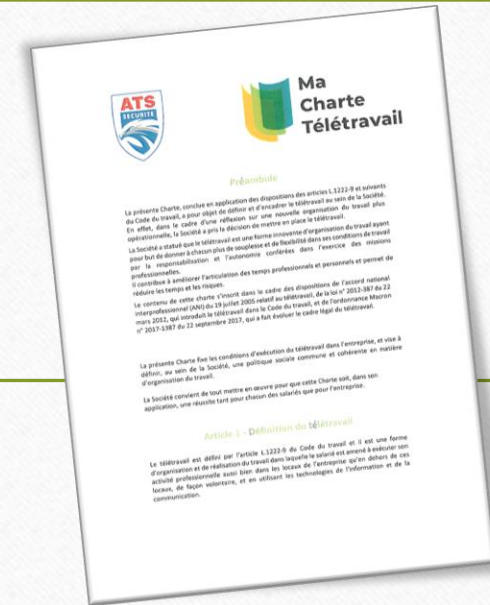 ATS
SECURITE
Ma
Charte
Télétravail
Préambule
La présente Charte, conclue en application des dispositions des articles L.1222-9 et suivants
du Code du travail, a pour objet de définir et d'encadrer le télétravail au sein de la Société.
En effet, dans le cadre d'une réflexion sur une nouvelle organisation du travail plus
opérationnelle, la Société a pris la décision de mettre en place le télétravail.
La Société a statué que le télétravail est une forme innovante d'organisation du travail ayant
pour but de donner à chacun plus de souplesse et de flexibilité dans ses conditions de travail
par la responsabilisation et l'autonomie conférées dans l'exercice des missions
professionnelles.
Il contribue à améliorer l'articulation des temps professionnels et personnels et permet de
réduire les temps et les risques.
Le contenu de cette charte s'inscrit dans le cadre des dispositions de l'accord national
interprofessionnel (ANI) du 19 juillet 2005 relatif au télétravail, de la loi n° 2012-387 du 22
mars 2012, qui introduit le télétravail dans le Code du travail, et de l'ordonnance Macron
n° 2017-1387 du 22 septembre 2017, qui a fait évoluer le cadre légal du télétravail.
La présente Charte fixe les conditions d'exécution du télétravail dans l'entreprise, et vise à
définir, au sein de la Société, une politique sociale commune et cohérente en matière
d'organisation du travail.
La Société convient de tout mettre en œuvre pour que cette Charte soit, dans son
application, une réussite tant pour chacun des salariés que pour l'entreprise.
Article 1 - Définition du télétravail
Le télétravail est défini par l'article L.1222-9 du Code du travail et il est une forme
d'organisation et de réalisation du travail dans laquelle le salarié est amené à exécuter son
activité professionnelle aussi bien dans les locaux de l'entreprise qu'en dehors de ces
locaux, de façon volontaire, et en utilisant les technologies de l'information et de la
communication.